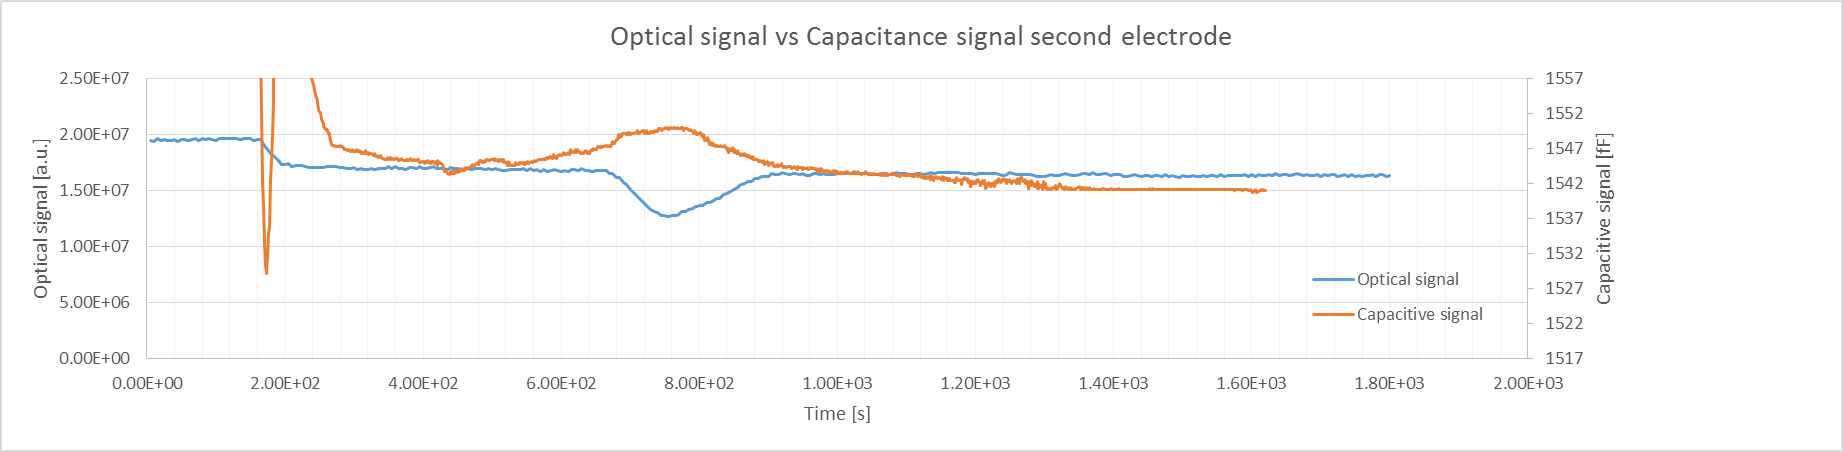 Optical signal vs Capacitance signal second electrode
Optical signal [a.u.]
2.50E+07
2.00E+07
1.50E+07
1.00E+07
5.00E+06
0.00E+00
1557
1552
1547
1542
1537
1532
1527
1522
1517
Capacitive signal [fF]
Optical signal
Capacitive signal
0.00E+00 2.00E+02 4.00E+02 6.00E+02 8.00E+02 1.00E+03 1.20E+03 1.40E+03 1.60E+03 1.80E+03 2.00E+03
Time [s]